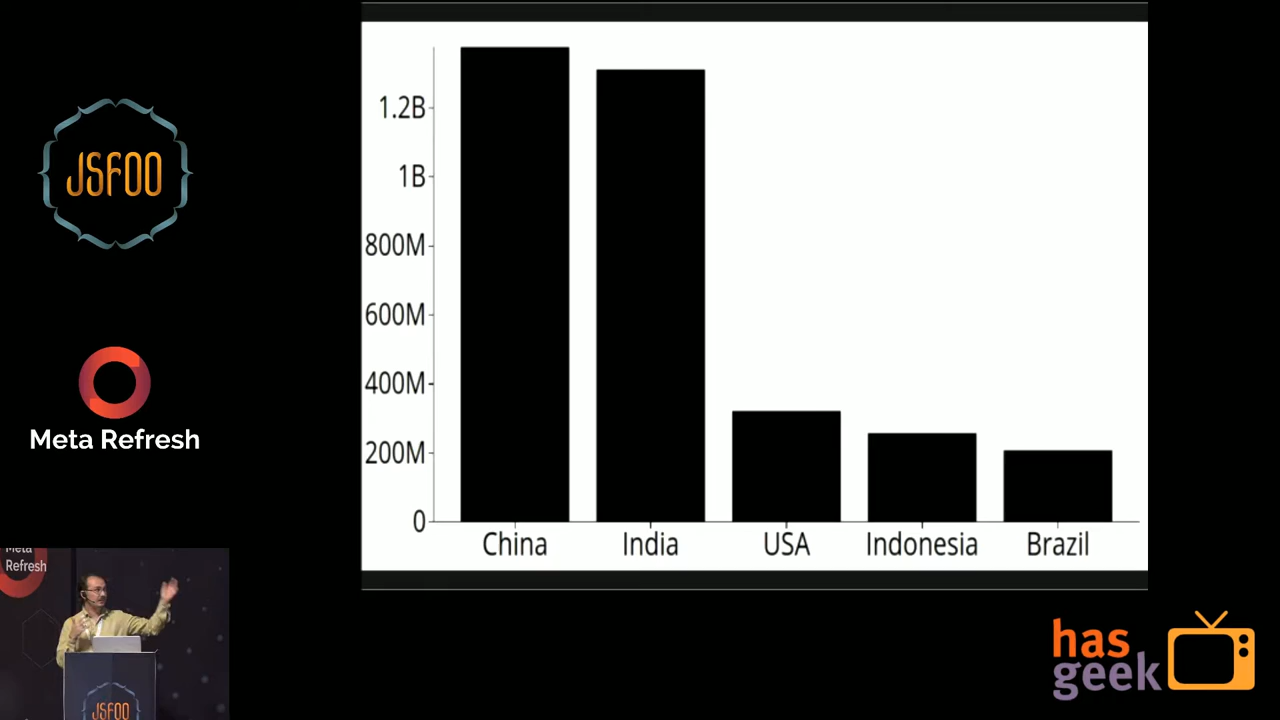 JSFOO
Meta Refresh
1.2B
1B
800M
600M
400M
200M
0
China India USA Indonesia Brazil
Meta
Refresh
JSFOO
has
geek